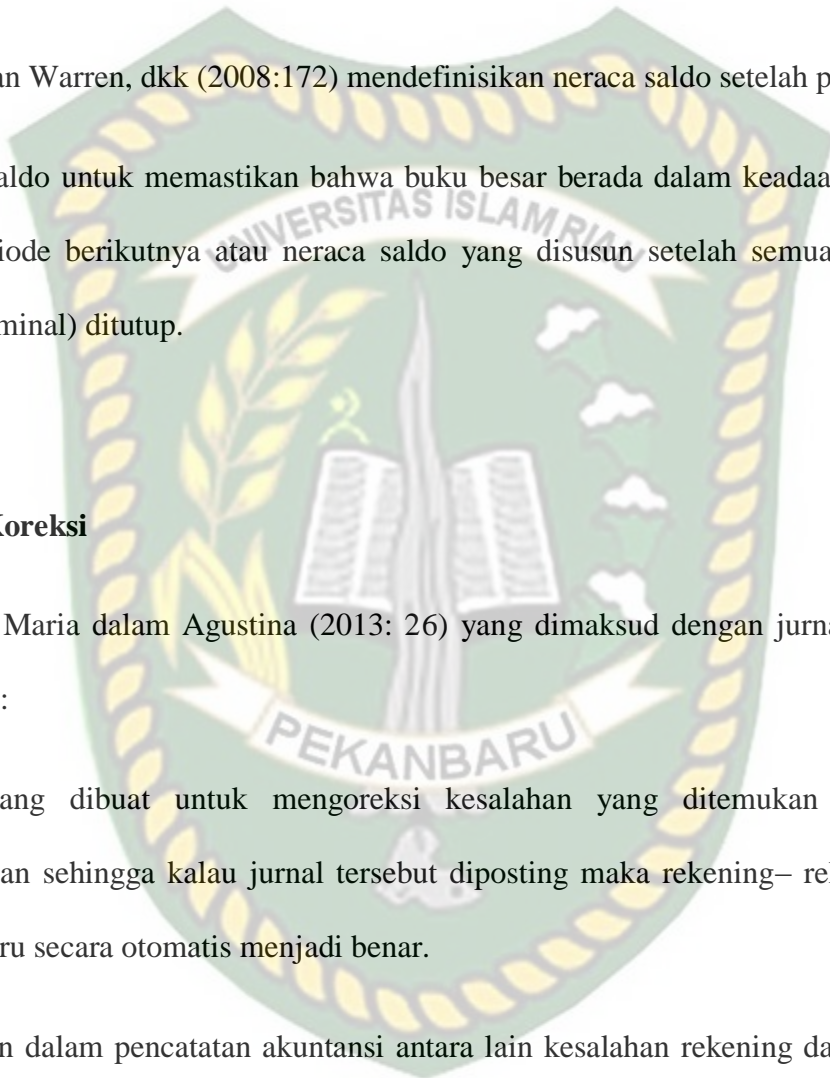 an Warren, dkk (2008:172) mendefinisikan neraca saldo setelah p
aldo untuk memastikan bahwa buku besar berada dalam keadaa
UNIVERSITAS ISLAM RIAU
iode berikutnya atau neraca saldo yang disusun setelah semua
minal) ditutup.
Koreksi
Maria dalam Agustina (2013: 26) yang dimaksud dengan jurna
:
PEKANBARU
ang dibuat untuk mengoreksi kesalahan yang ditemukan
an sehingga kalau jurnal tersebut diposting maka rekening– rek
ru secara otomatis menjadi benar.
n dalam pencatatan akuntansi antara lain kesalahan rekening da